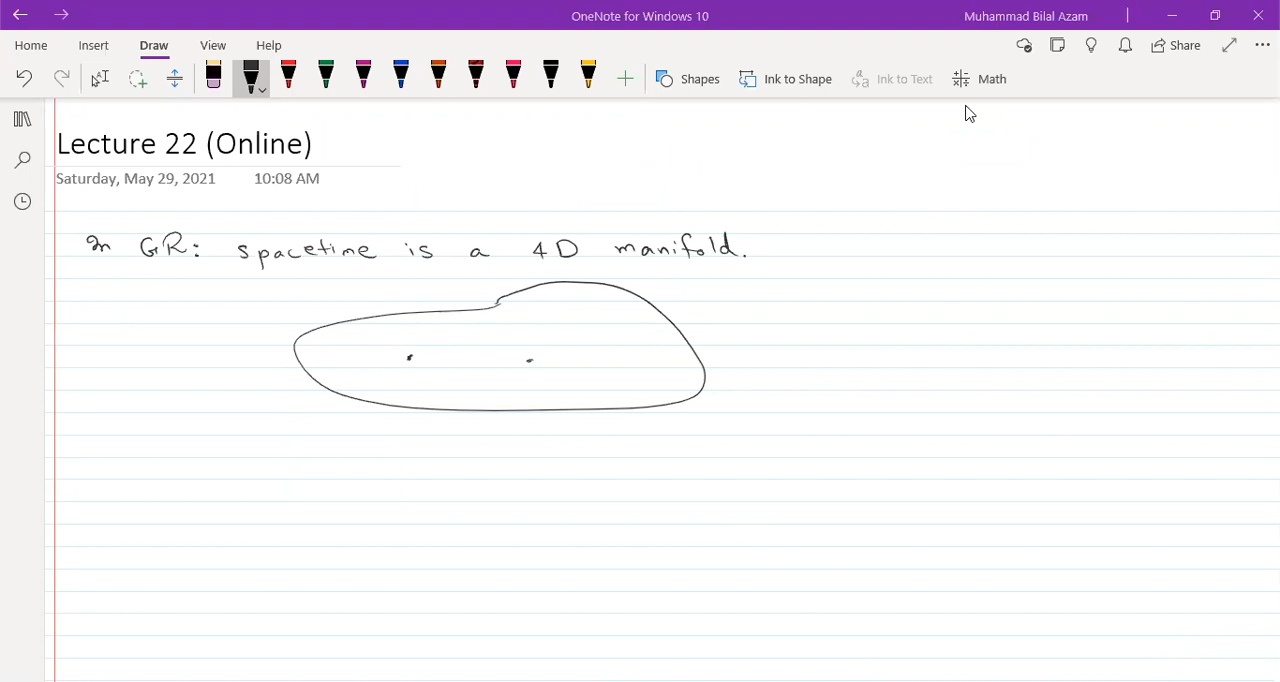 OneNote for Windows 10
Muhammad Bilal Azam
Home Insert Draw View Help
Share
Shapes Ink to Shape Ink to Text Math
Lecture 22 (Online)
Saturday, May 29, 2021 10:08 AM
In GR: spacetime is a 4D manifold.